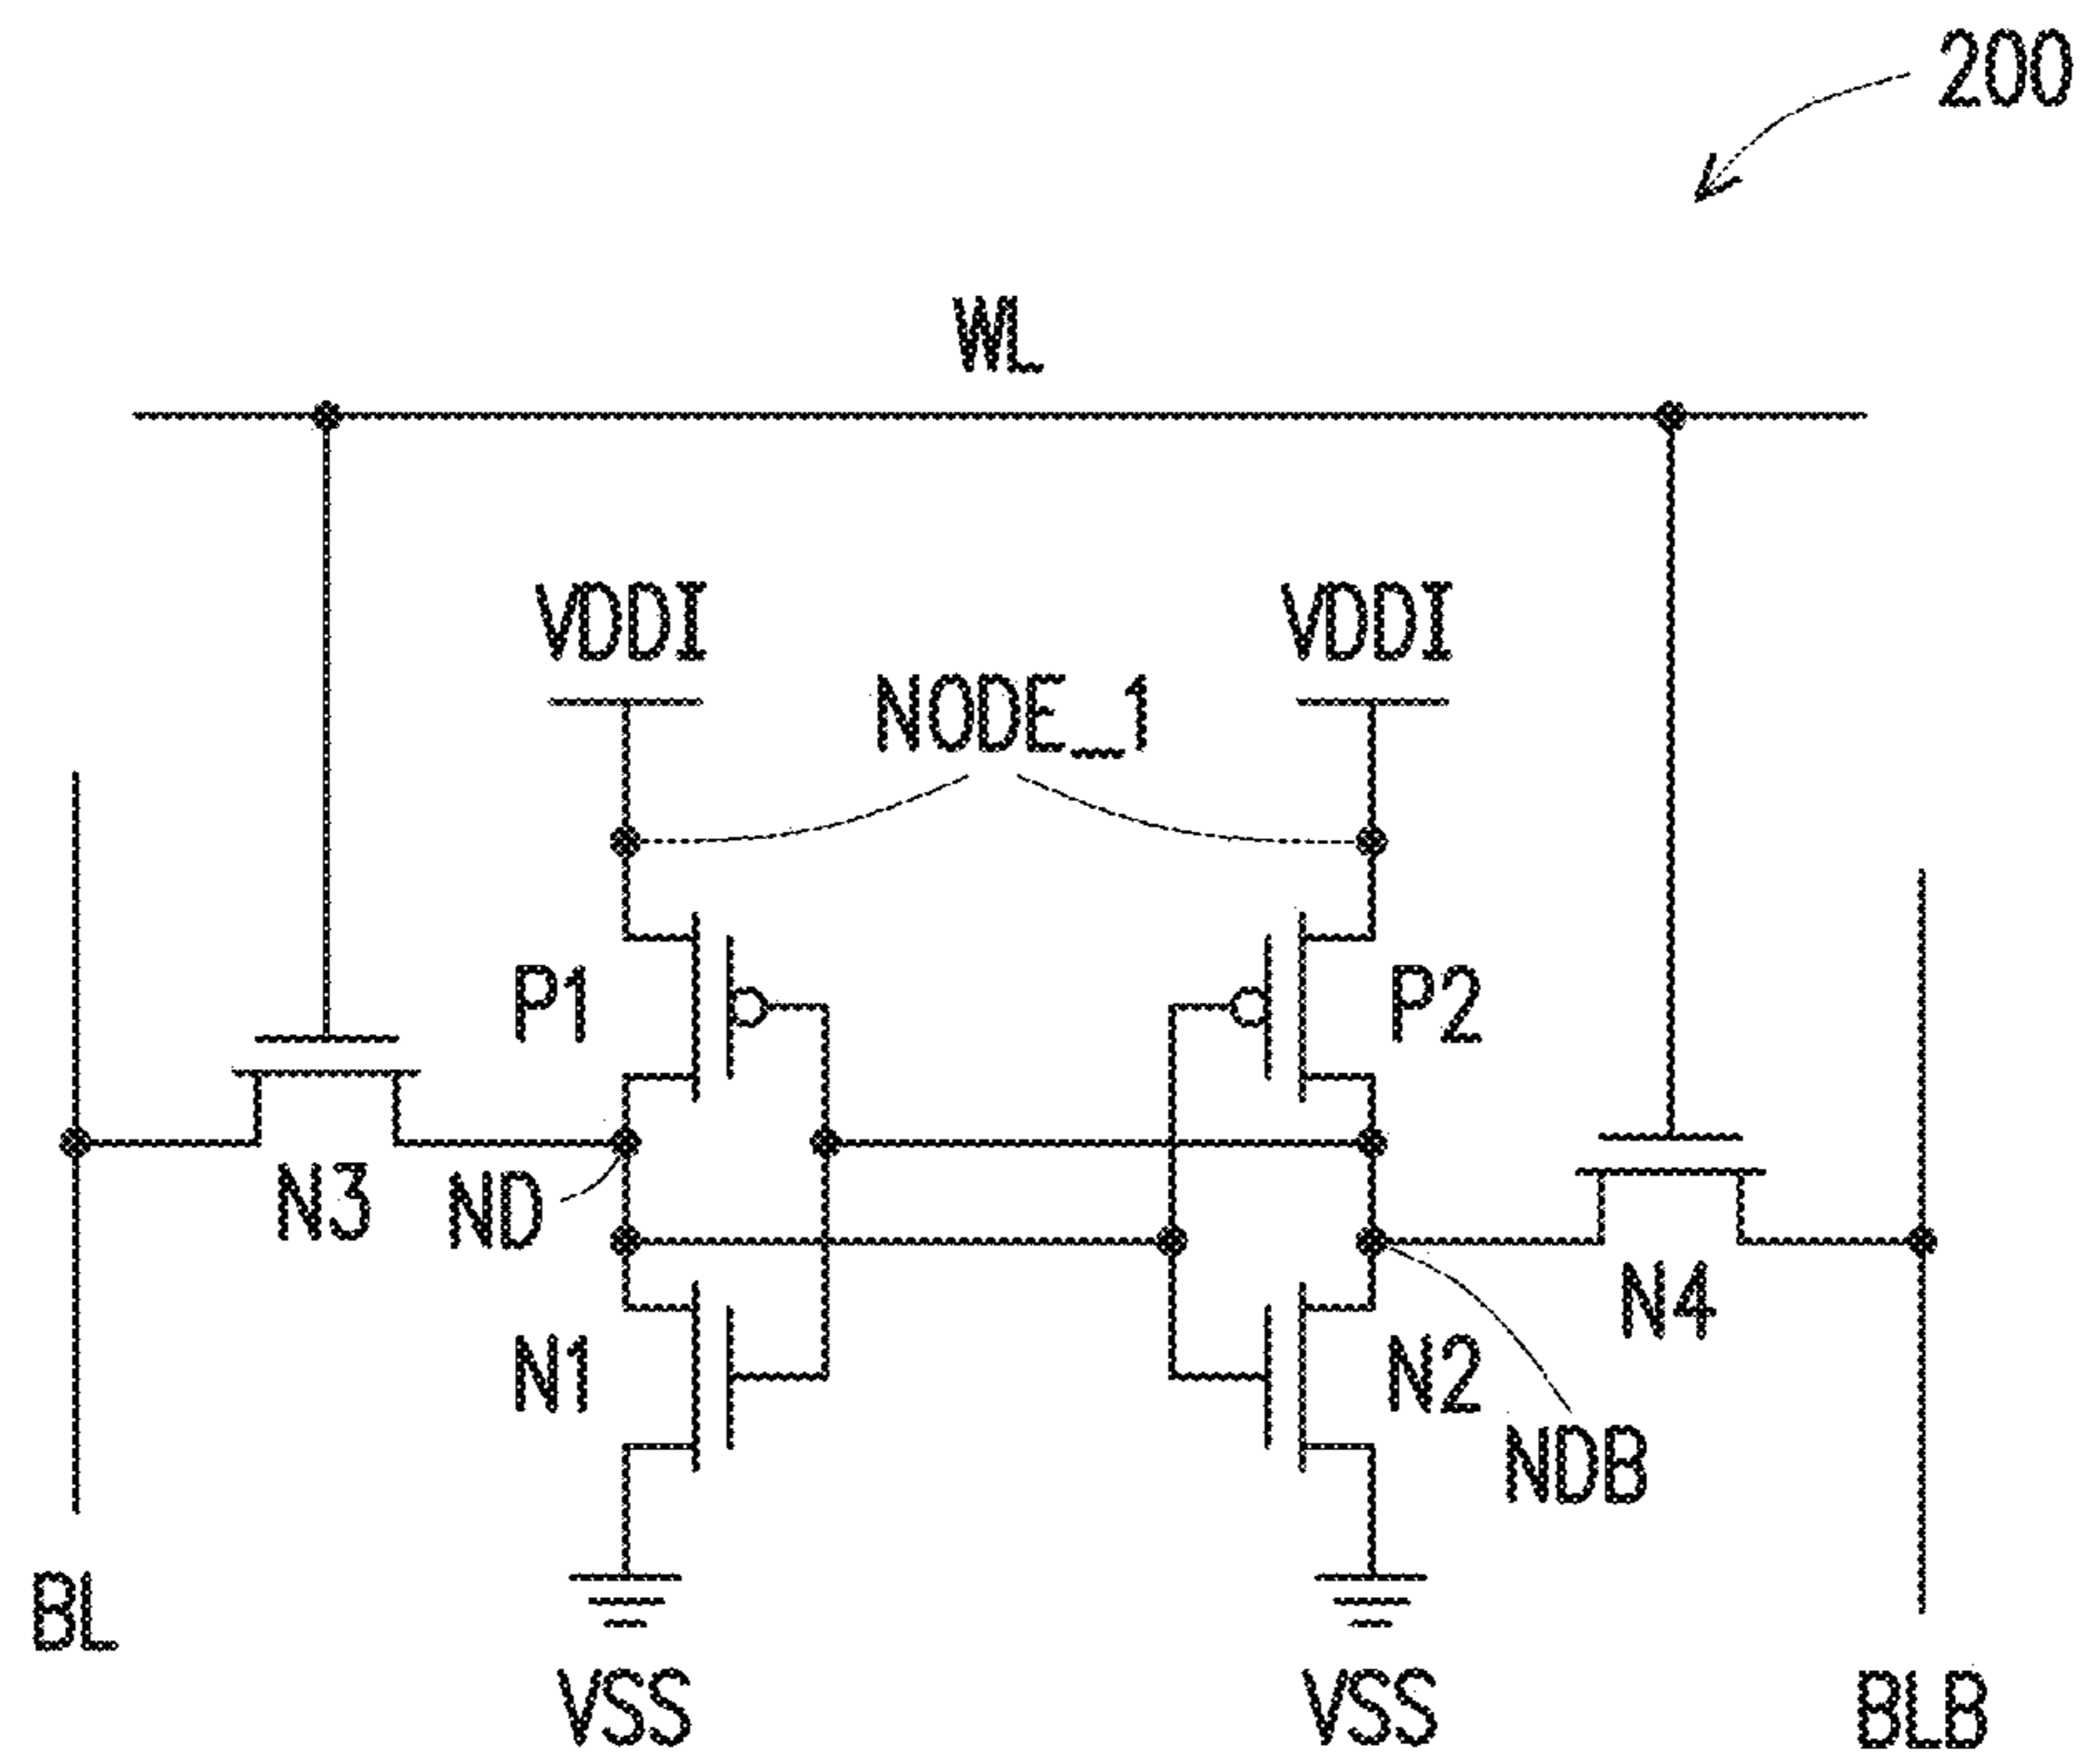 200
WL
VDDI VDDI
NODE_1
P1 P2
N3 ND N4
N1 N2
NDB
BL
VSS VSS BLB